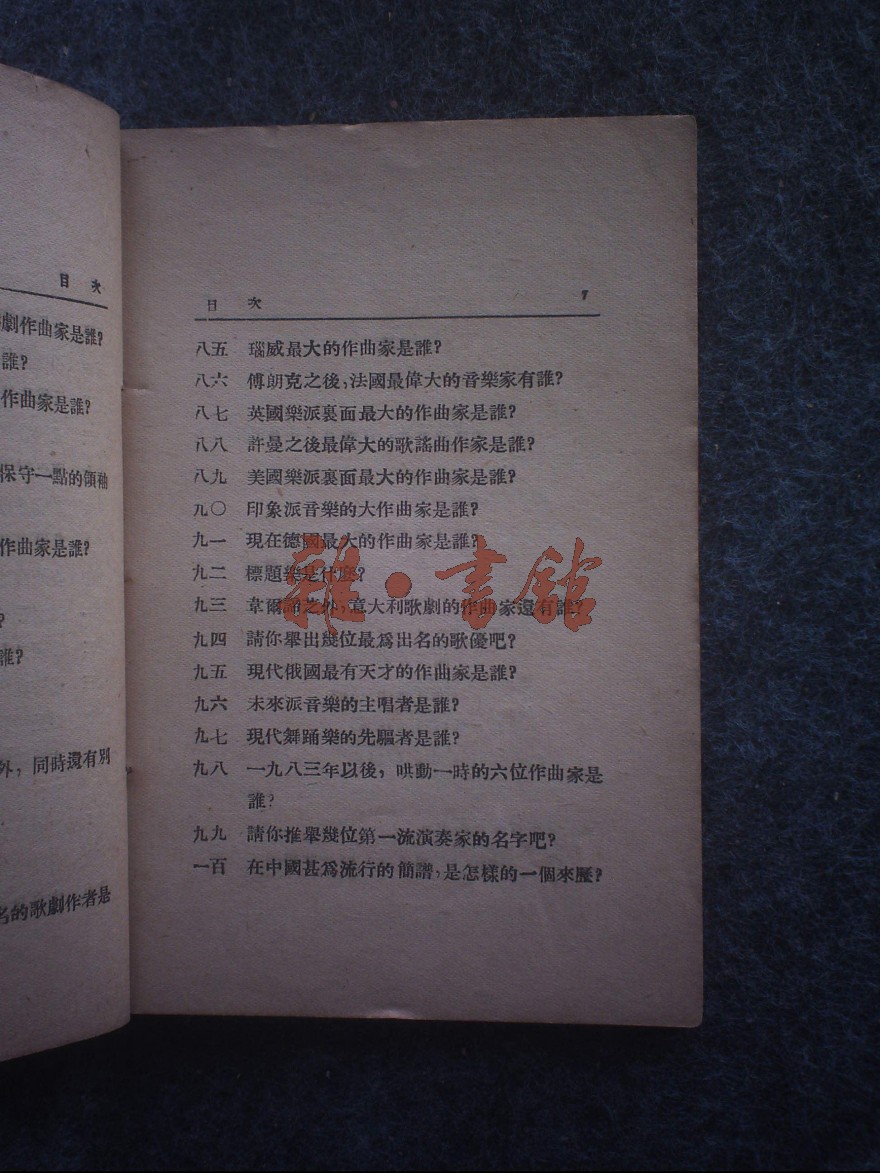 目 次
劇作曲家是誰?
誰?
作曲家是誰?
保守一點的領袖
作曲家是誰?
?
誰?
外，同時還有別
名的歌劇作者是
目 次 7
八五 瑙威最大的作曲家是誰?
八六 傅朗克之後，法國最偉大的音樂家有誰?
八七 英國樂派裏面最大的作曲家是誰?
八八 許曼之後最偉大的歌謠曲作家是誰?
八九 美國樂派裏面最大的作曲家是誰?
九〇 印象派音樂的大作曲家是誰?
九一 現在德國最大的作曲家是誰?
九二 標題樂是什麽?
九三 韋爾諦之外，意大利歌劇的作曲家還有誰?
九四 請你舉出幾位最爲出名的歌優吧?
九五 現代俄國最有天才的作曲家是誰?
九六 未來派音樂的主唱者是誰?
九七 現代舞踊樂的先驅者是誰?
九八 一九八三年以後，哄動一時的六位作曲家是
誰?
九九 請你推舉幾位第一流演奏家的名字吧?
一百 在中國甚爲流行的簡譜，是怎樣的一個來歷?
雜·書舘